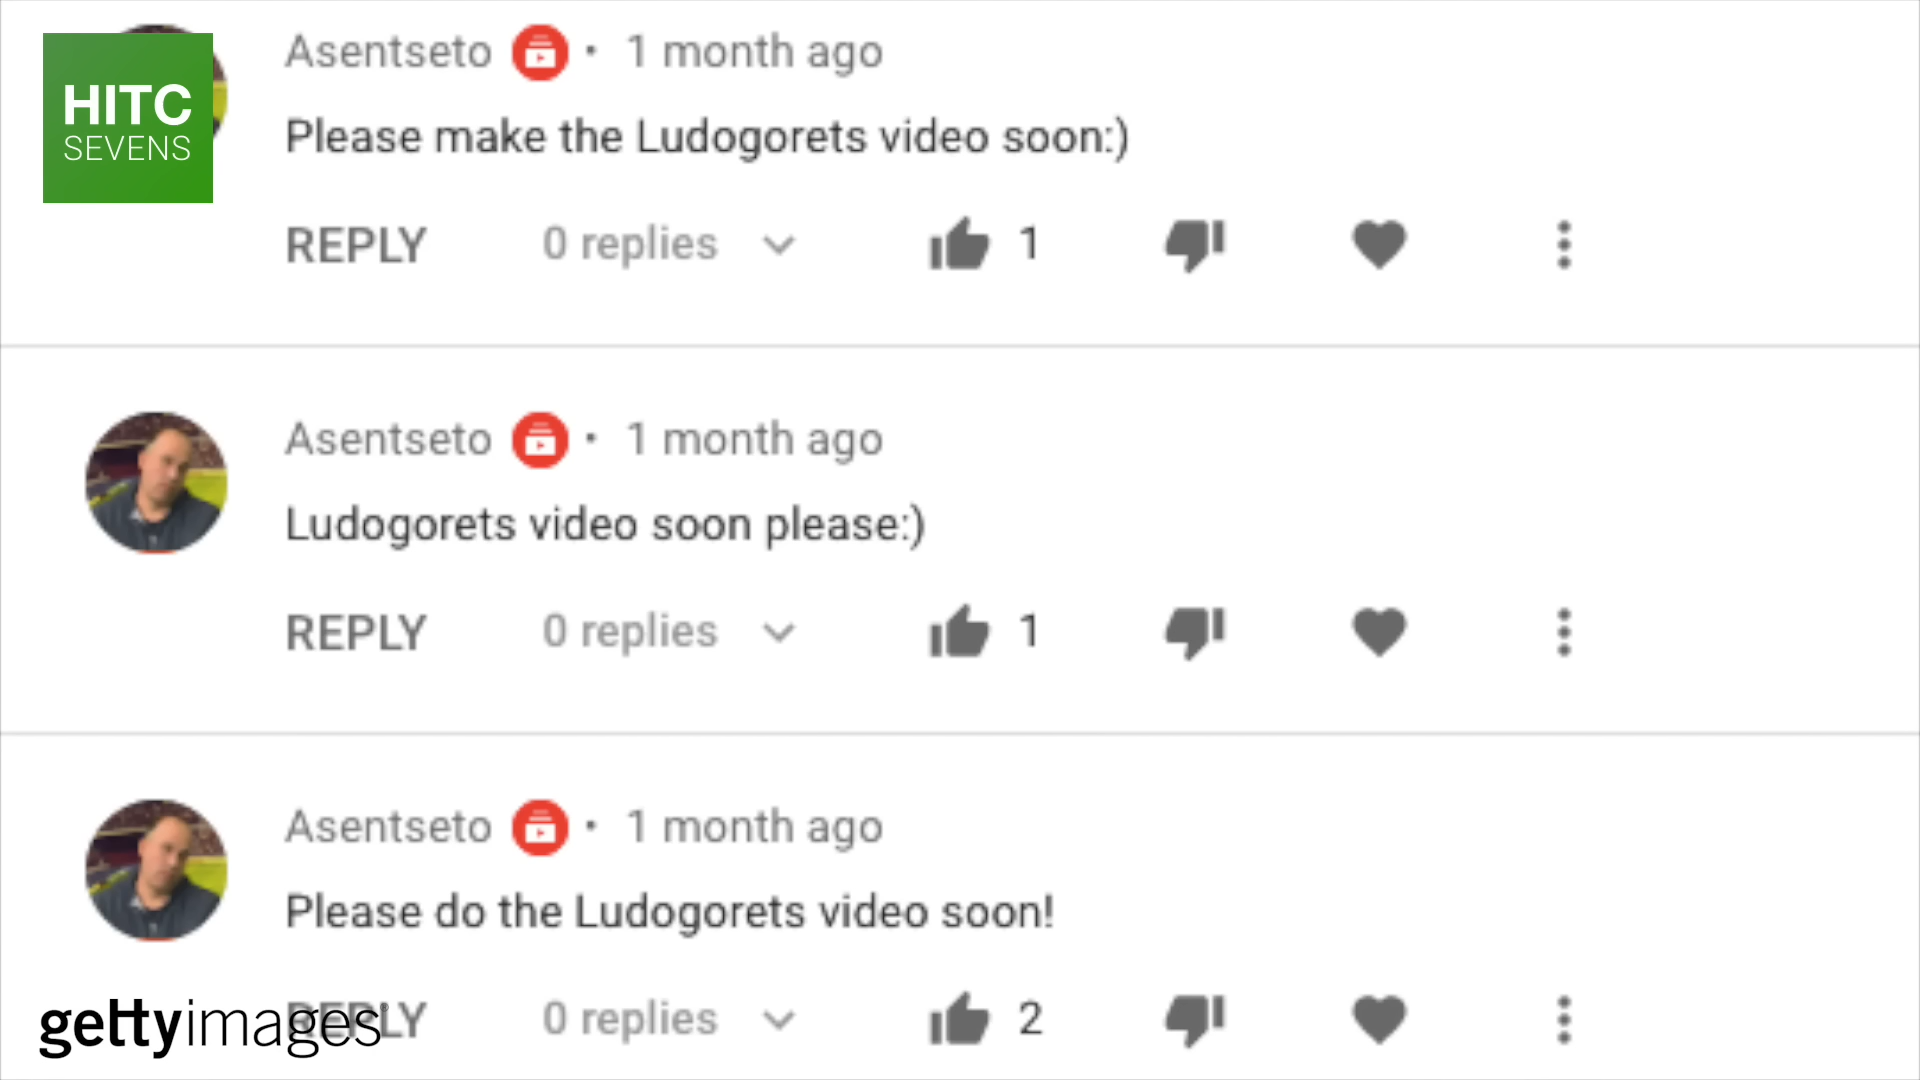 HITC
SEVENS
Asentseto • 1 month ago
Please make the Ludogorets video soon:)
REPLY 0 replies 1
Asentseto • 1 month ago
Ludogorets video soon please:)
REPLY 0 replies 1
Asentseto • 1 month ago
Please do the Ludogorets video soon!
REPLY 0 replies 2
gettyimages®